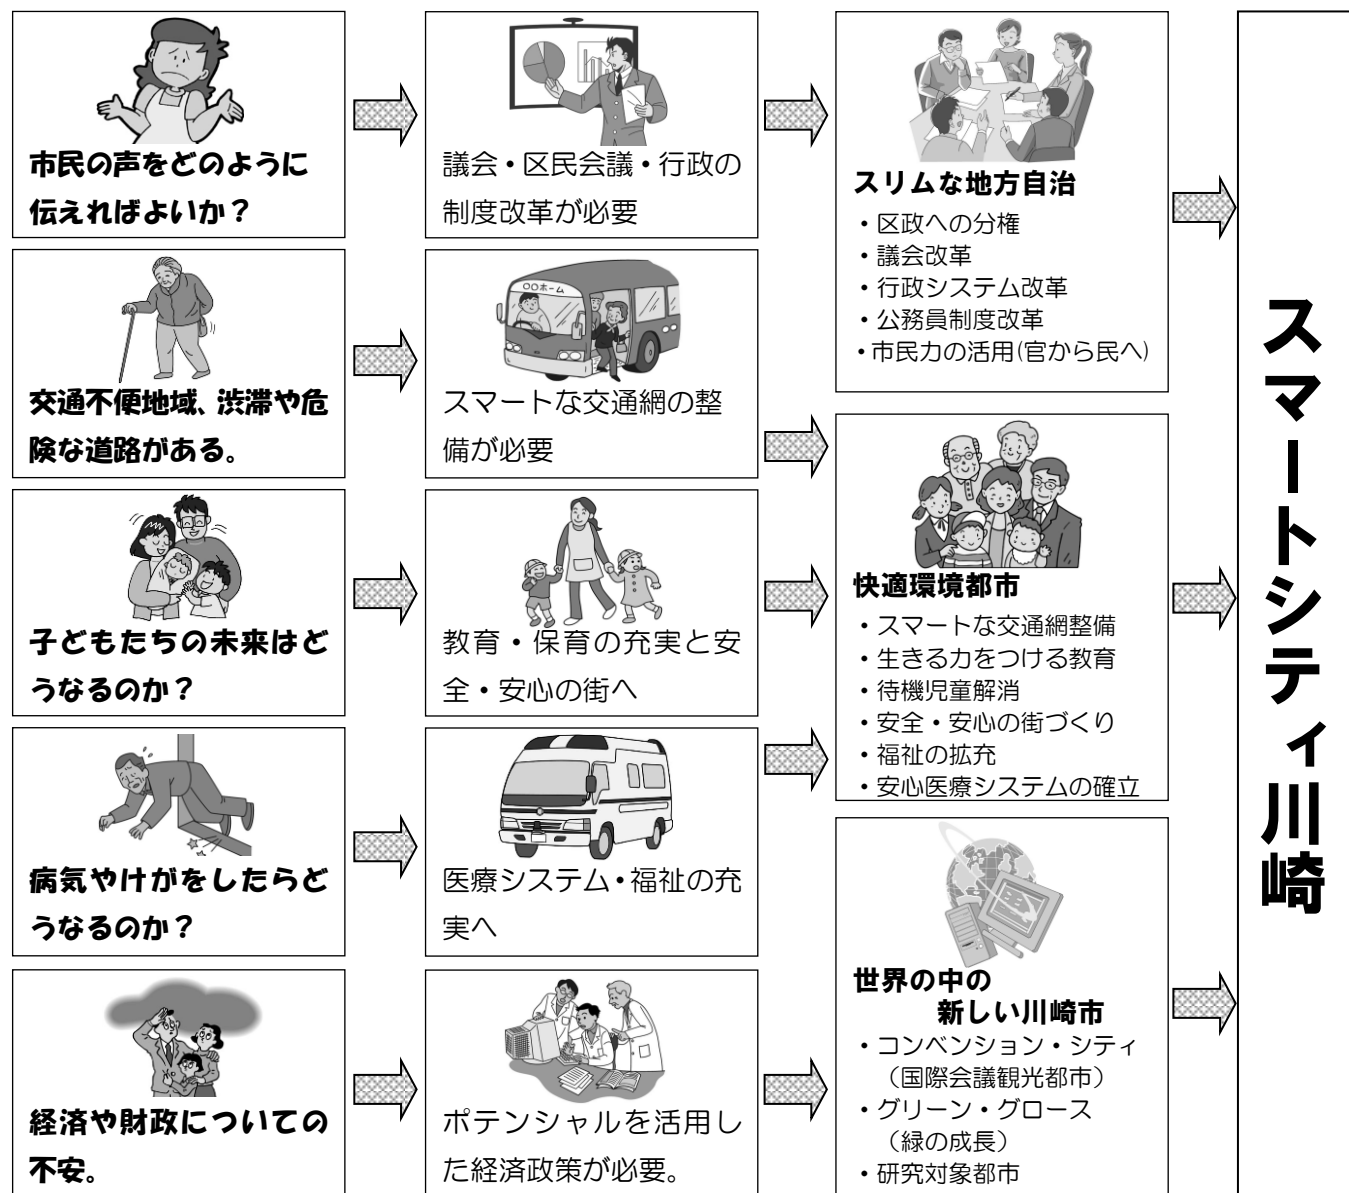 市民の声をどのように
伝えればよいか？
議会・区民会議・行政の
制度改革が必要
スリムな地方自治
・区政への分権
・議会改革
・行政システム改革
・公務員制度改革
・市民力の活用(官から民へ)
交通不便地域、渋滞や危
険な道路がある。
〇〇ホーム
スマートな交通網の整
備が必要
子どもたちの未来はど
うなるのか？
教育・保育の充実と安
全・安心の街へ
快適環境都市
・スマートな交通網整備
・生きる力をつける教育
・待機児童解消
・安全・安心の街づくり
・福祉の拡充
・安心医療システムの確立
病気やけがをしたらど
うなるのか？
医療システム・福祉の充
実へ
経済や財政についての
不安。
ポテンシャルを活用し
た経済政策が必要。
世界の中の
新しい川崎市
・コンベンション・シティ
（国際会議観光都市）
・グリーン・グロース
（緑の成長）
・研究対象都市
スマートシティ川崎